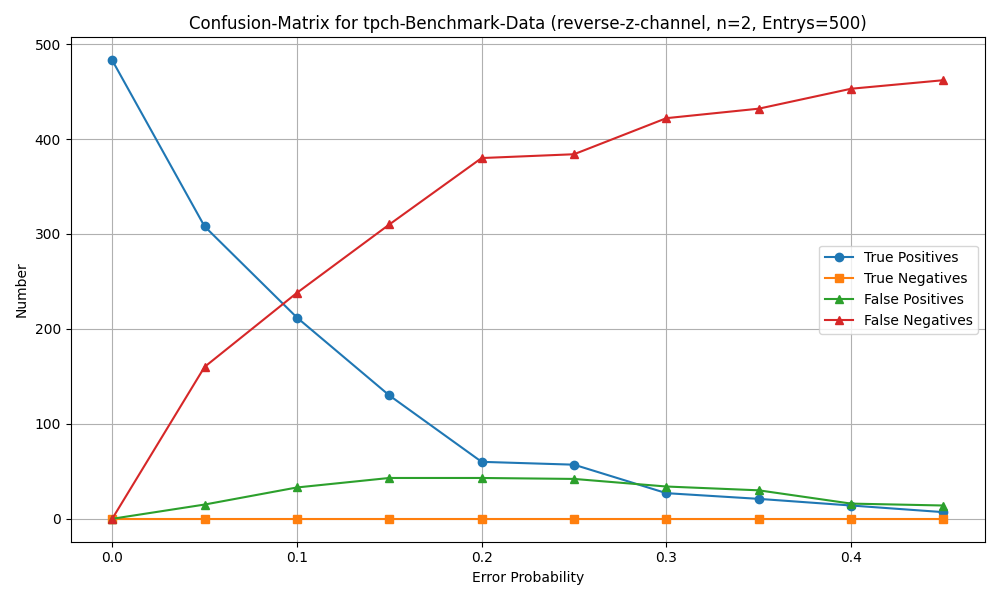 Confusion-Matrix for tpch-Benchmark-Data (reverse-z-channel, n=2, Entrys=500)
500
400
300
200
100
0
Number
True Positives
True Negatives
False Positives
False Negatives
0.0 0.1 0.2 0.3 0.4
Error Probability